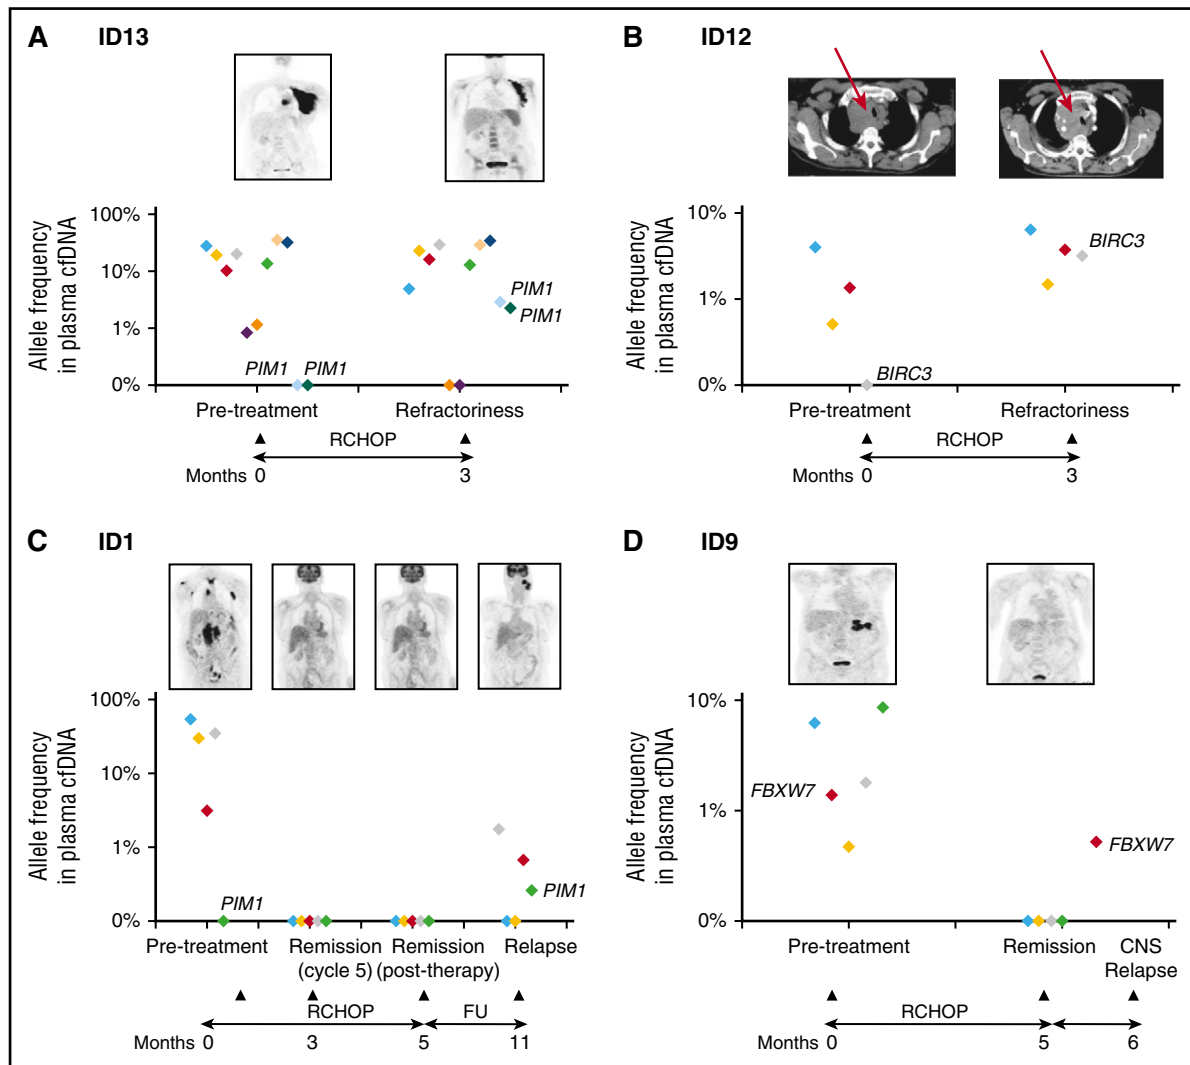 A ID13
Allele frequency
in plasma cfDNA
100%
10%
1%
0%
PIM1 PIM1
PIM1
PIM1
Pre-treatment Refractoriness
RCHOP
Months 0 3
B ID12
Allele frequency
in plasma cfDNA
10%
1%
0%
BIRC3
BIRC3
Pre-treatment Refractoriness
RCHOP
Months 0 3
C ID1
Allele frequency
in plasma cfDNA
100%
10%
1%
0%
PIM1
PIM1
Pre-treatment Remission Remission Relapse
(cycle 5) (post-therapy)
RCHOP FU
Months 0 3 5 11
D ID9
Allele frequency
in plasma cfDNA
10%
1%
0%
FBXW7
FBXW7
Pre-treatment Remission CNS
Relapse
RCHOP
Months 0 5 6